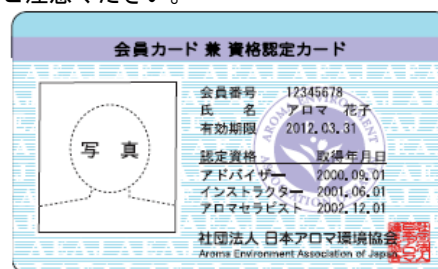 ご注意ください。
会員カード 兼 資格認定カード
写 真
会員番号 12345678
氏 名 アロマ 花子
有効期限 2012.03.31
認定資格 取得年月日
アドバイザー 2000.09.01
インストラクター 2001.06.01
アロマセラピスト 2002.12.01
社団法人 日本アロマ環境協会
Aroma Environment Association of Japan